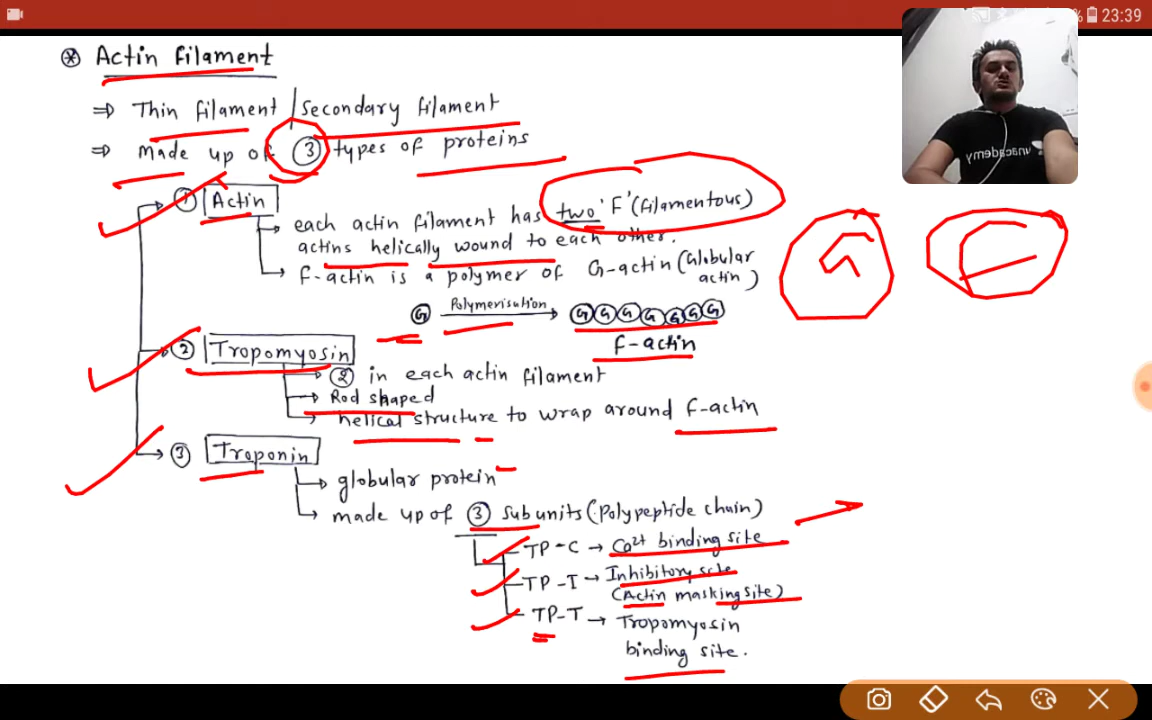 23:39
⊛ Actin filament
⇒ Thin filament / Secondary filament
⇒ Made up of ③ types of proteins
① Actin
each actin filament has two 'F' (filamentous)
actins helically wound to each other.
F-actin is a polymer of G-actin (Globular
actin)
G Polymerisation → GGGGGGG
F-actin
② Tropomyosin
② in each actin filament
Rod shaped
helical structure to wrap around F-actin
③ Troponin
globular protein
made up of ③ subunits (Polypeptide chain)
TP-C → Ca2+ binding site
TP-I → Inhibitory site
(Actin masking site)
TP-T → Tropomyosin
binding site.
unacademy